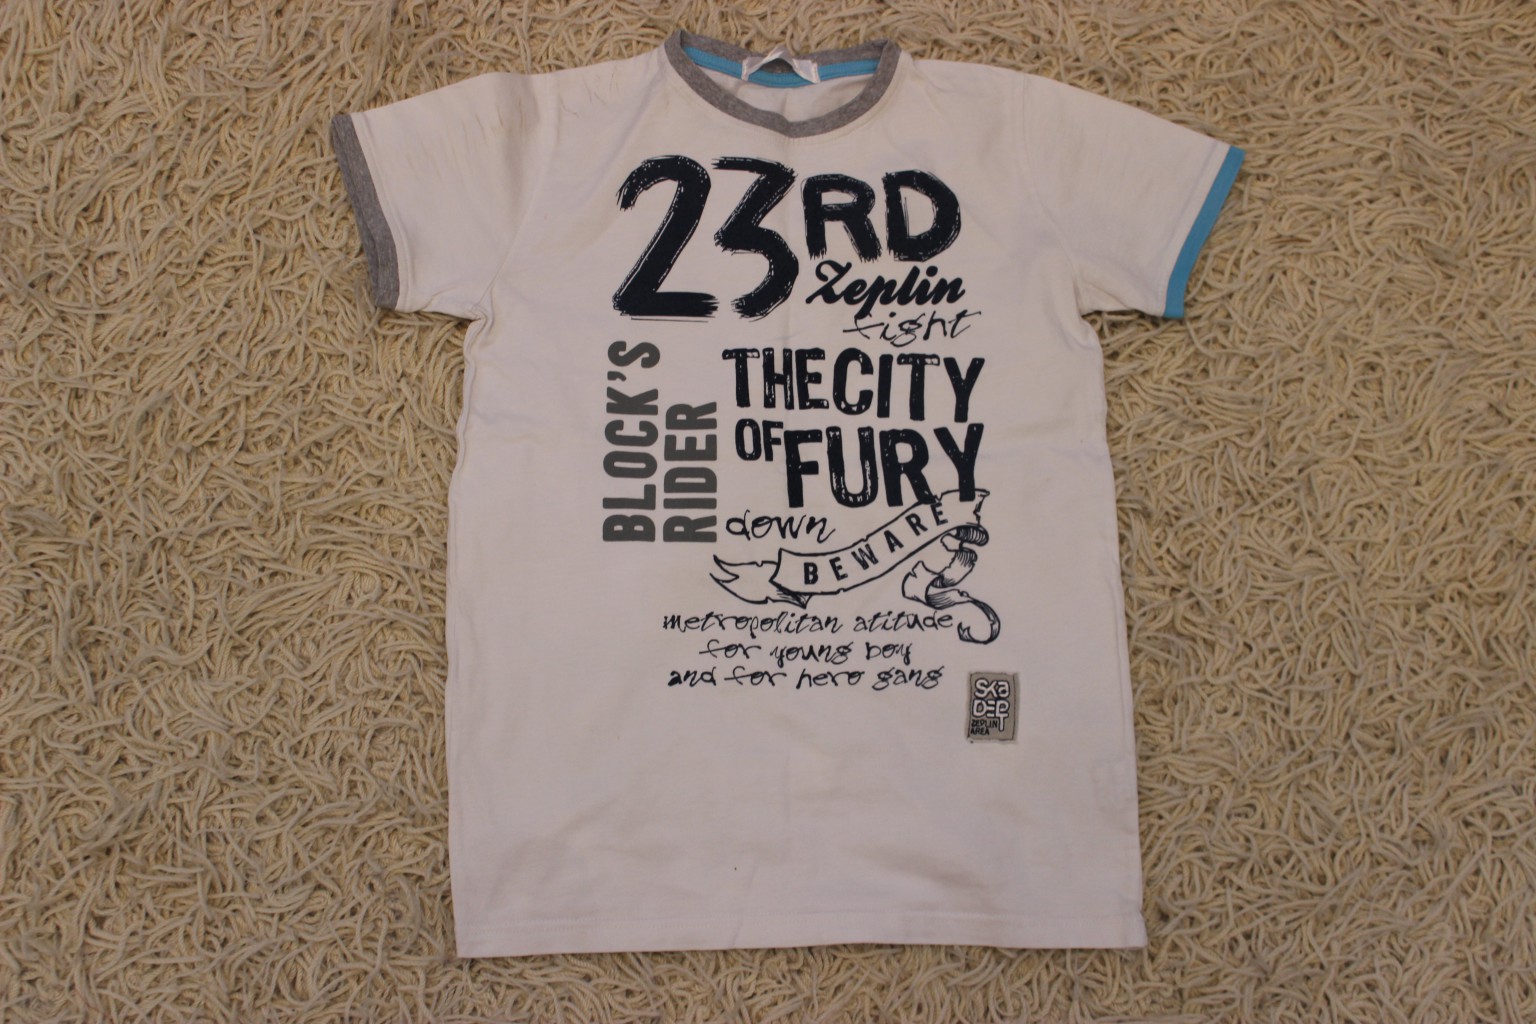 23RD
Zeplin
fight
BLOCK'S
RIDER
THE CITY
OF FURY
down
BEWARE
metropolitan atitude
for young boy
and for hero gang
SKa
DEPT
ZEPLIN
AREA